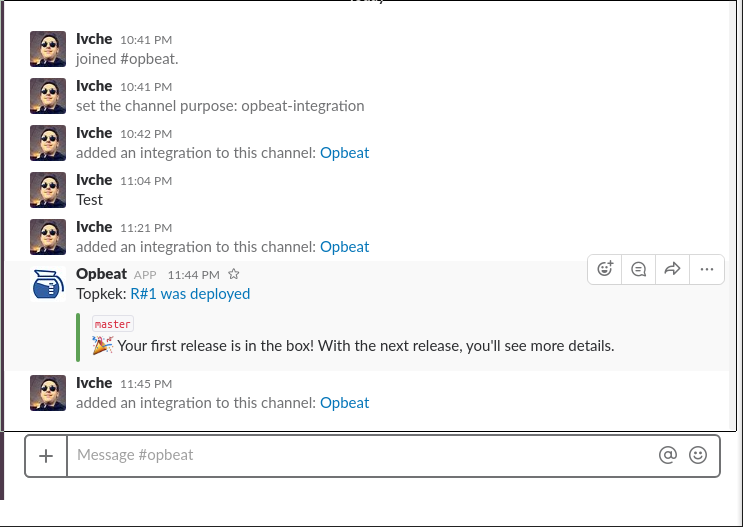 Ivche 10:41 PM
joined #opbeat.
Ivche 10:41 PM
set the channel purpose: opbeat-integration
Ivche 10:42 PM
added an integration to this channel: Opbeat
Ivche 11:04 PM
Test
Ivche 11:21 PM
added an integration to this channel: Opbeat
Opbeat APP 11:44 PM
Topkek: R#1 was deployed
master
Your first release is in the box! With the next release, you'll see more details.
Ivche 11:45 PM
added an integration to this channel: Opbeat
Message #opbeat